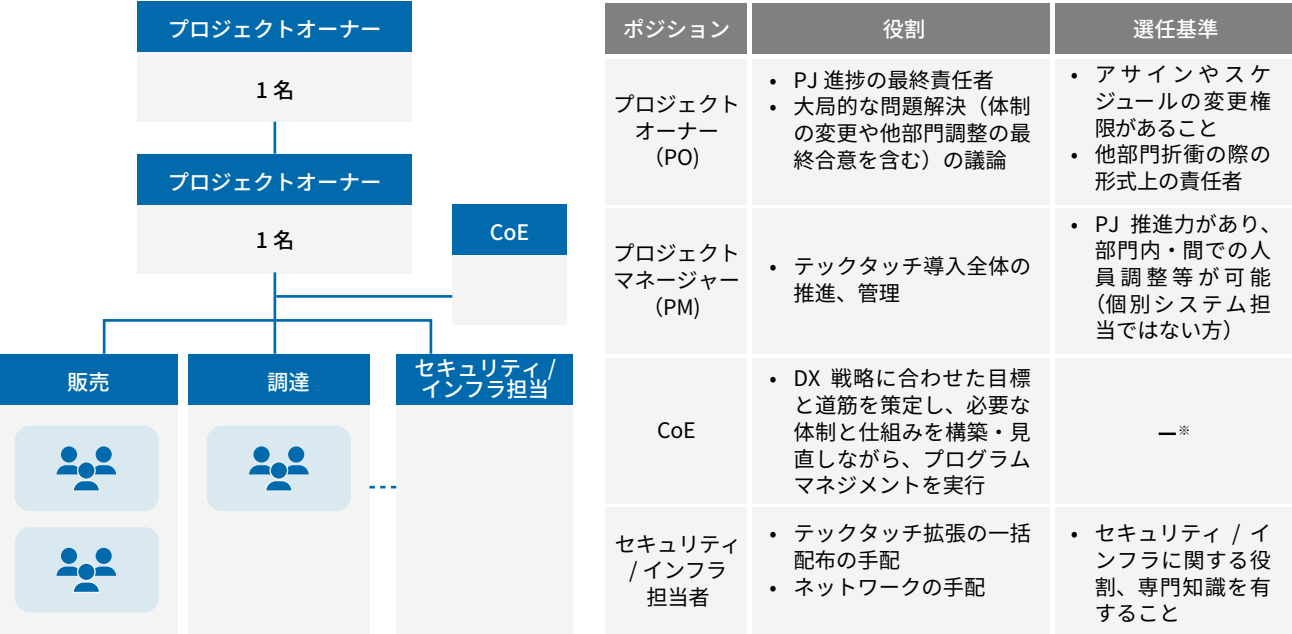 プロジェクトオーナー
1 名
プロジェクトオーナー
1 名
CoE
販売
調達
セキュリティ /
インフラ担当
ポジション
役割
選任基準
プロジェクト
オーナー
（PO)
• PJ 進捗の最終責任者
• 大局的な問題解決（体制
の変更や他部門調整の最
終合意を含む）の議論
• アサインやスケ
ジュールの変更権
限があること
• 他部門折衝の際の
形式上の責任者
プロジェクト
マネージャー
（PM)
• テックタッチ導入全体の
推進、管理
• PJ 推進力があり、
部門内・間での人
員調整等が可能
（個別システム担
当ではない方）
CoE
• DX 戦略に合わせた目標
と道筋を策定し、必要な
体制と仕組みを構築・見
直しながら、プログラム
マネジメントを実行
ー※
セキュリティ
/ インフラ
担当者
• テックタッチ拡張の一括
配布の手配
• ネットワークの手配
• セキュリティ / イ
ンフラに関する役
割、専門知識を有
すること